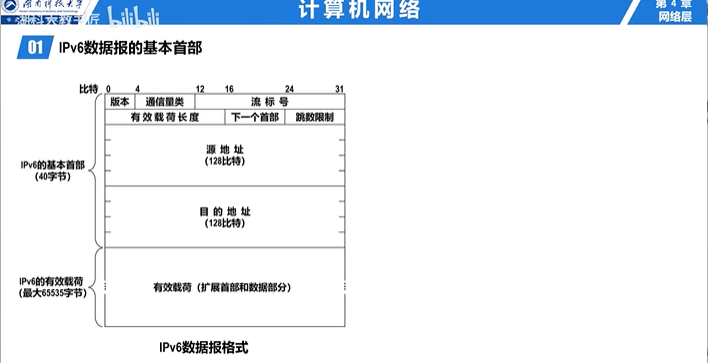 湖南科技大学
计算机网络
第 4 章
网络层
湖科大教书匠 bilibili
01 IPv6数据报的基本首部
比特 0 4 12 16 24 31
版本 通信量类 流标号
有效载荷长度 下一个首部 跳数限制
源地址
(128比特)
IPv6的基本首部
(40字节)
目的地址
(128比特)
IPv6的有效载荷
(最大65535字节)
有效载荷（扩展首部和数据部分）
IPv6数据报格式